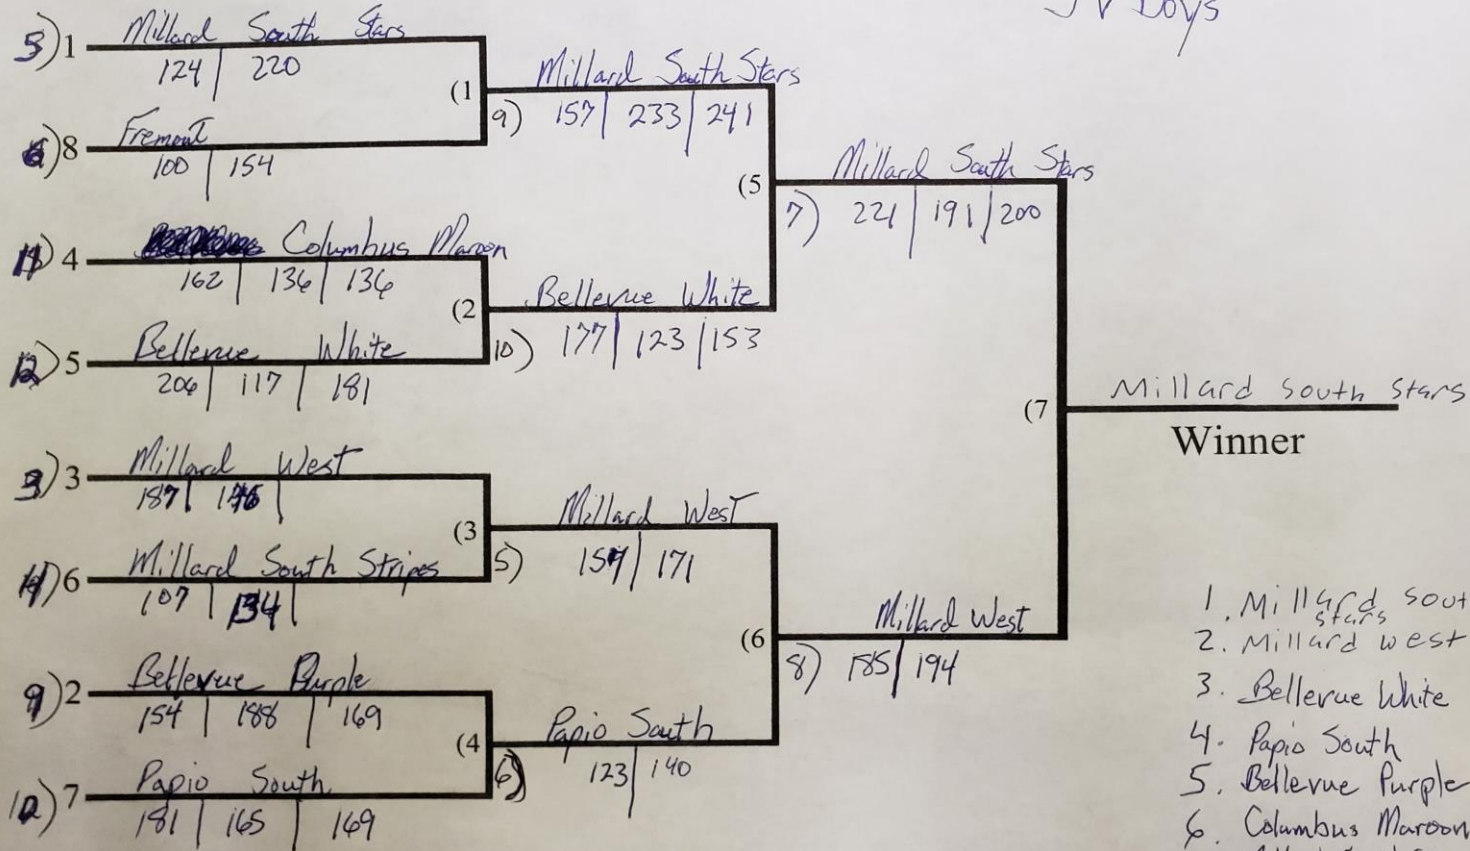 JV Boys
5) 1 Millard South Stars
124 | 220
(1
6) 8 Fremont
100 | 154
9) Millard South Stars
157 | 233 | 241
(5
4 Columbus Maroon
162 | 136 | 136
(2
12) 5 Bellevue White
206 | 117 | 181
10) Bellevue White
177 | 123 | 153
7) Millard South Stars
221 | 191 | 200
3) 3 Millard West
187
(3
4) 6 Millard South Stripes
107 | 134
5) Millard West
171
(6
9) 2 Bellevue Purple
154 | 188 | 169
(4
7 Papio South
181 | 165 | 169
6) Papio South
123 | 140
8) Millard West
185 | 194
(7
Millard South Stars
Winner
1. Millard Sout
stars
2. Millard west
3. Bellevue White
4. Papio South
5. Bellevue Purple
6. Columbus Maroon